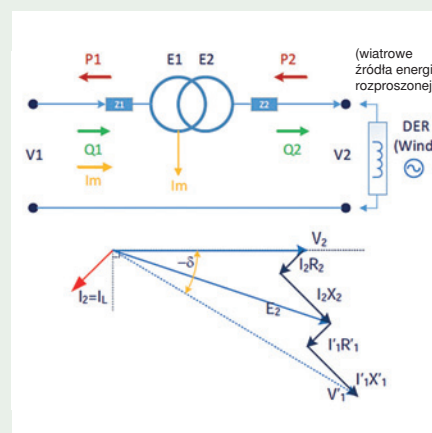 P1
E1 E2
P2
(wiatrowe
źródła energi
rozproszonej
Z1
Z2
V1
Q1
Im
Im
Q2
V2
DER
(Wind
V₂
I₂R₂
–δ
I₂X₂
I₂=I_L
E₂
I'₁R'₁
I'₁X'₁
V'₁